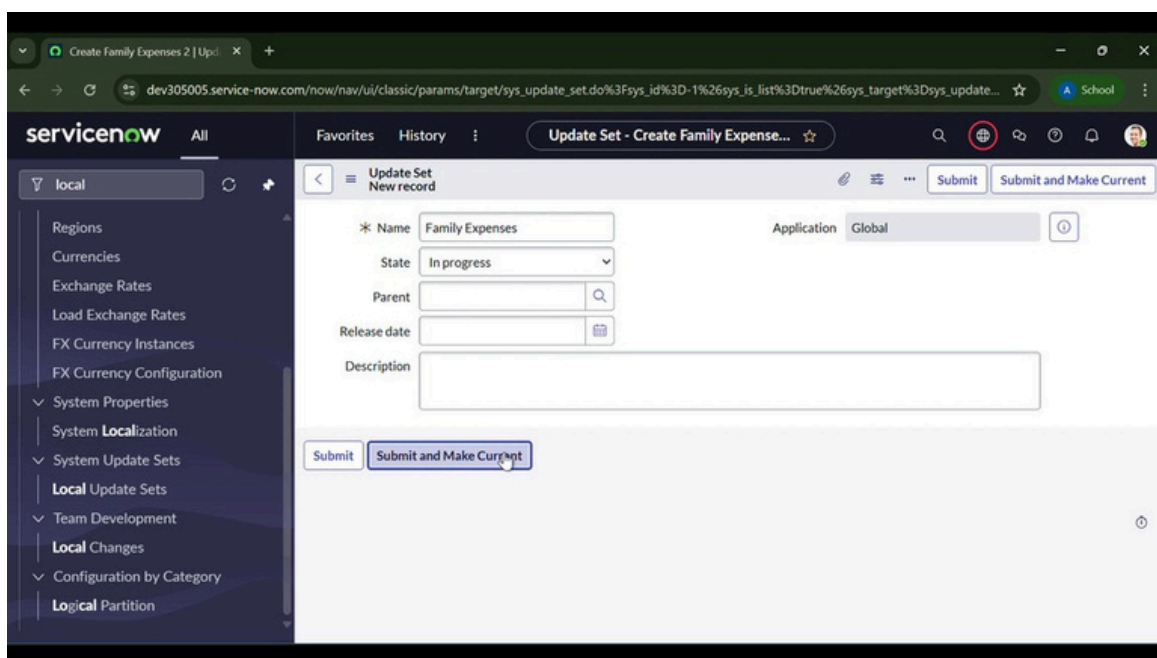 Create Family Expenses 2 | Upd
dev305005.service-now.com/now/nav/ui/classic/params/target/sys_update_set.do%3Fsys_id%3D-1%26sys_is_list%3Dtrue%26sys_target%3Dsys_update...
A School
servicenow All Favorites History Update Set - Create Family Expense...
local
Regions
Currencies
Exchange Rates
Load Exchange Rates
FX Currency Instances
FX Currency Configuration
System Properties
System Localization
System Update Sets
Local Update Sets
Team Development
Local Changes
Configuration by Category
Logical Partition
Update Set
New record
Submit Submit and Make Current
Name Family Expenses
Application Global
State In progress
Parent
Release date
Description
Submit Submit and Make Current